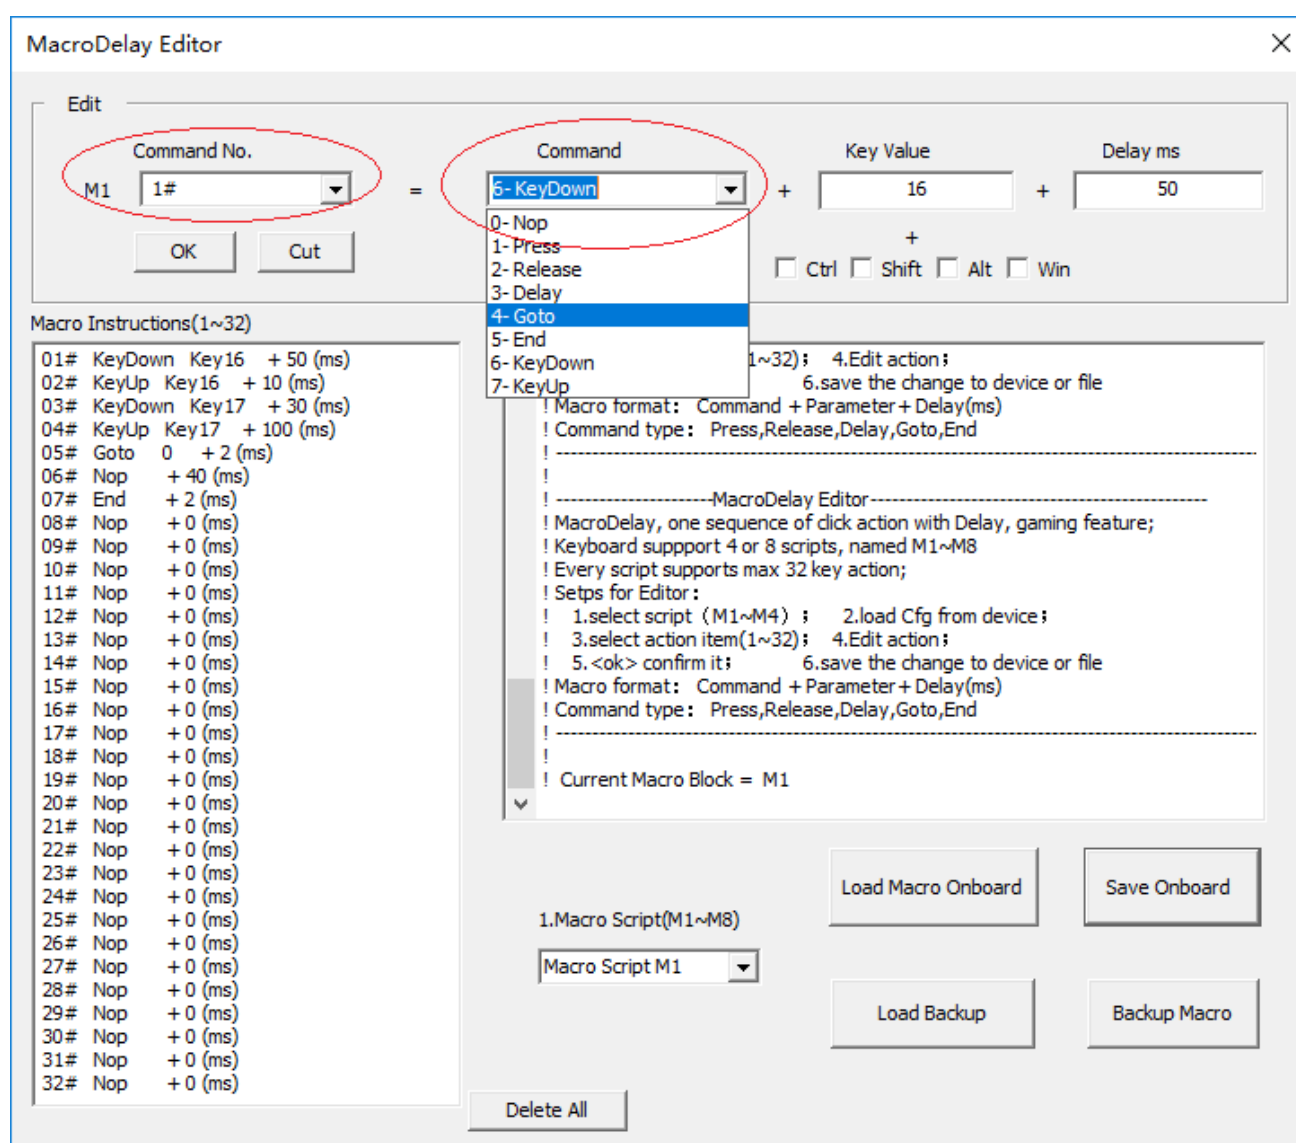 MacroDelay Editor
Edit
Command No.
Command
Key Value
Delay ms
M1 1# = 6- KeyDown + 16 + 50
OK Cut
0- Nop
1- Press
2- Release
3- Delay
4- Goto
5- End
6- KeyDown
7- KeyUp
+
Ctrl Shift Alt Win
Macro Instructions(1~32)
01# KeyDown Key16 + 50 (ms)
02# KeyUp Key16 + 10 (ms)
03# KeyDown Key17 + 30 (ms)
04# KeyUp Key17 + 100 (ms)
05# Goto 0 + 2 (ms)
06# Nop + 40 (ms)
07# End + 2 (ms)
08# Nop + 0 (ms)
09# Nop + 0 (ms)
10# Nop + 0 (ms)
11# Nop + 0 (ms)
12# Nop + 0 (ms)
13# Nop + 0 (ms)
14# Nop + 0 (ms)
15# Nop + 0 (ms)
16# Nop + 0 (ms)
17# Nop + 0 (ms)
18# Nop + 0 (ms)
19# Nop + 0 (ms)
20# Nop + 0 (ms)
21# Nop + 0 (ms)
22# Nop + 0 (ms)
23# Nop + 0 (ms)
24# Nop + 0 (ms)
25# Nop + 0 (ms)
26# Nop + 0 (ms)
27# Nop + 0 (ms)
28# Nop + 0 (ms)
29# Nop + 0 (ms)
30# Nop + 0 (ms)
31# Nop + 0 (ms)
32# Nop + 0 (ms)
1~32); 4.Edit action;
6.save the change to device or file
! Macro format: Command + Parameter + Delay(ms)
! Command type: Press,Release,Delay,Goto,End
! ------------------------------------------------------------
!
! ----------------------MacroDelay Editor----------------------------------------------
! MacroDelay, one sequence of click action with Delay, gaming feature;
! Keyboard suppport 4 or 8 scripts, named M1~M8
! Every script supports max 32 key action;
! Setps for Editor:
! 1.select script (M1~M4) ; 2.load Cfg from device;
! 3.select action item(1~32); 4.Edit action;
! 5.<ok> confirm it; 6.save the change to device or file
! Macro format: Command + Parameter + Delay(ms)
! Command type: Press,Release,Delay,Goto,End
! ------------------------------------------------------------
!
! Current Macro Block = M1
Load Macro Onboard
Save Onboard
1.Macro Script(M1~M8)
Macro Script M1
Load Backup
Backup Macro
Delete All